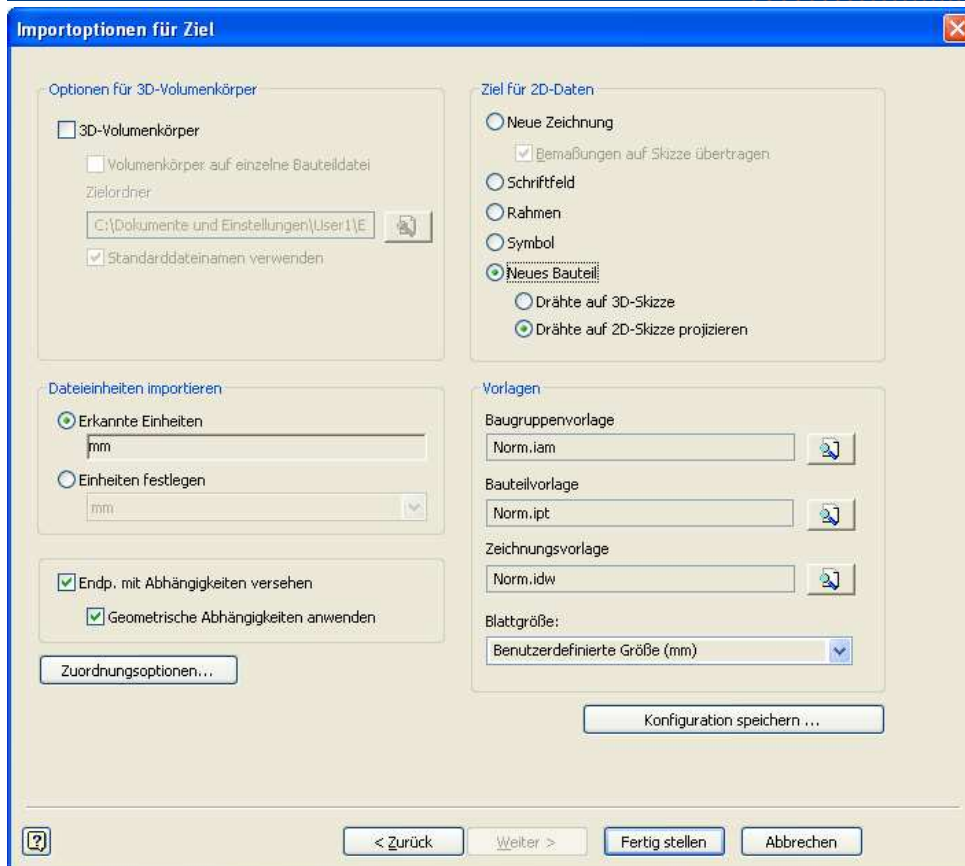 Importoptionen für Ziel
Optionen für 3D-Volumenkörper
3D-Volumenkörper
Volumenkörper auf einzelne Bauteildatei
Zielordner
C:\Dokumente und Einstellungen\User1\E
Standarddateinamen verwenden
Ziel für 2D-Daten
Neue Zeichnung
Bemaßungen auf Skizze übertragen
Schriftfeld
Rahmen
Symbol
Neues Bauteil
Drähte auf 3D-Skizze
Drähte auf 2D-Skizze projizieren
Dateieinheiten importieren
Erkannte Einheiten
mm
Einheiten festlegen
mm
Endp. mit Abhängigkeiten versehen
Geometrische Abhängigkeiten anwenden
Zuordnungsoptionen...
Vorlagen
Baugruppenvorlage
Norm.iam
Bauteilvorlage
Norm.ipt
Zeichnungsvorlage
Norm.idw
Blattgröße:
Benutzerdefinierte Größe (mm)
Konfiguration speichern ...
< Zurück
Weiter >
Fertig stellen
Abbrechen